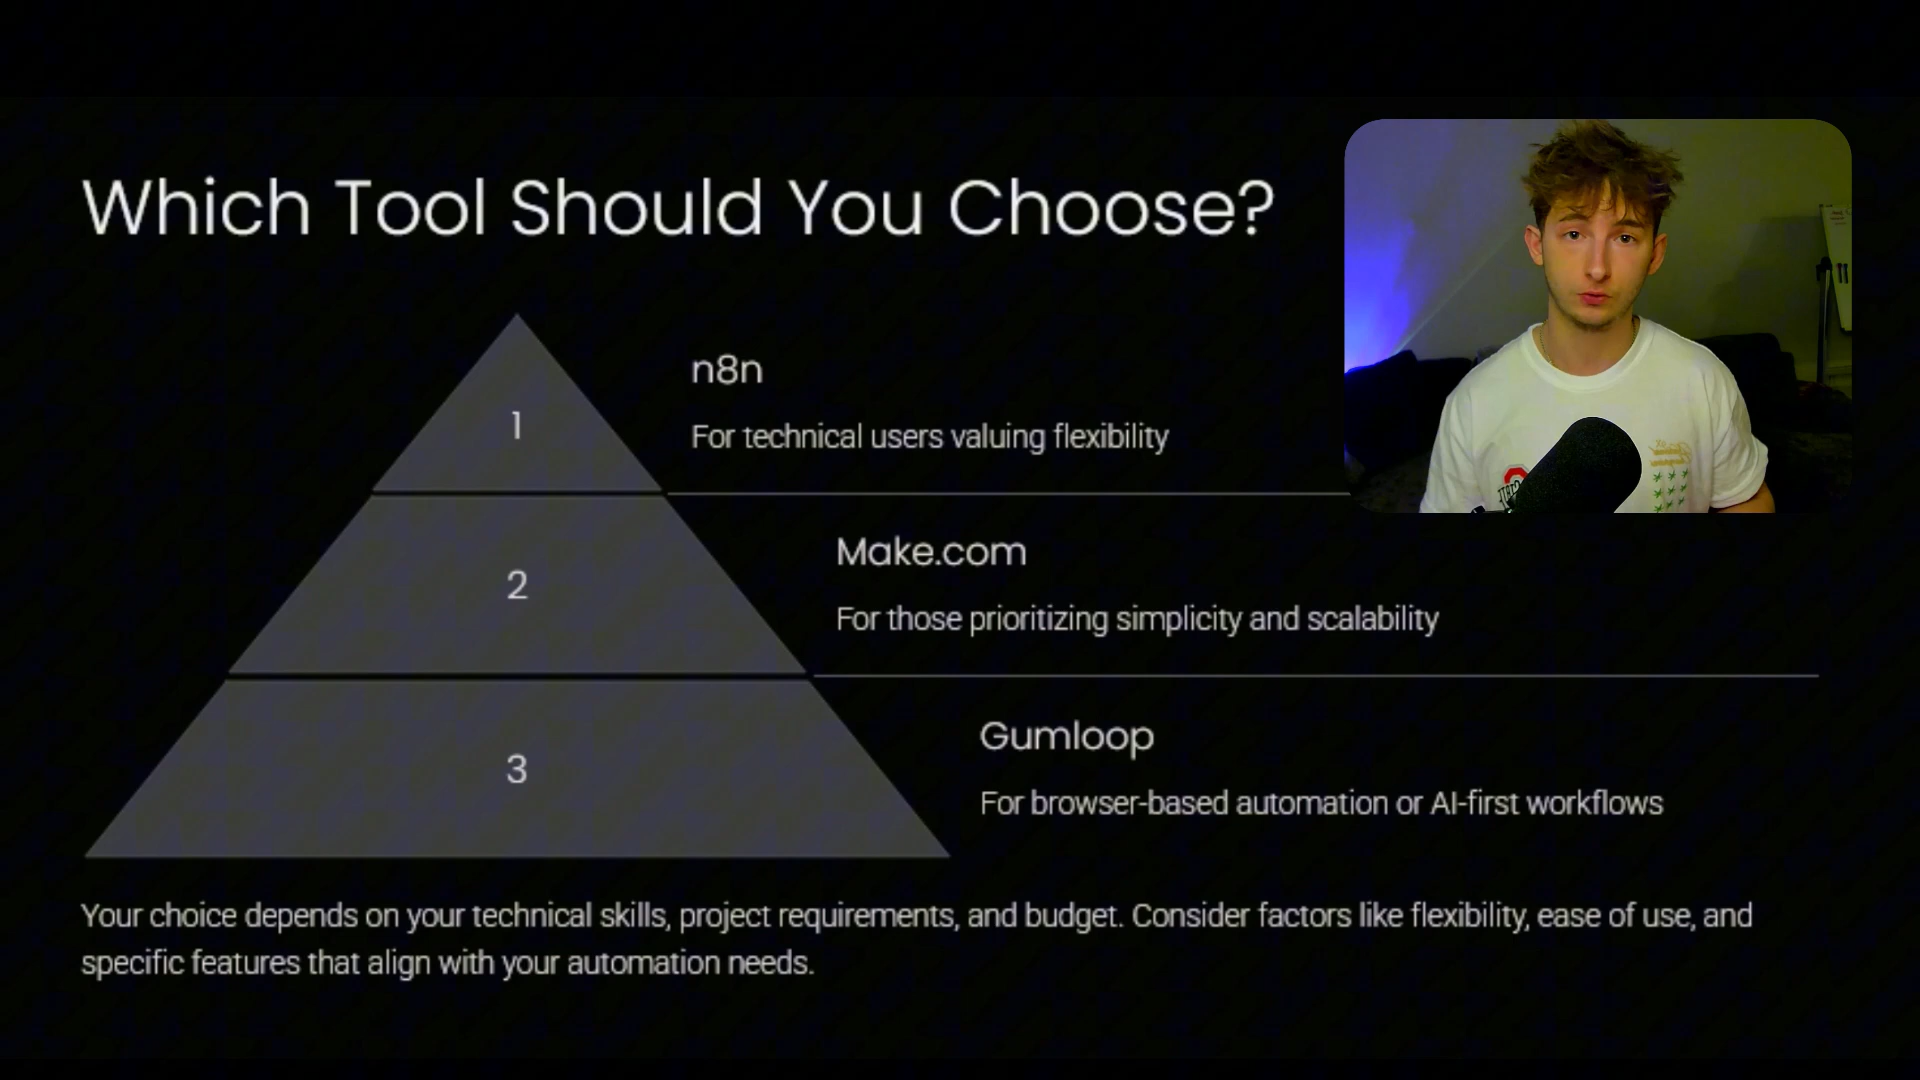 Which Tool Should You Choose?
1
n8n
For technical users valuing flexibility
2
Make.com
For those prioritizing simplicity and scalability
3
Gumloop
For browser-based automation or AI-first workflows
Your choice depends on your technical skills, project requirements, and budget. Consider factors like flexibility, ease of use, and
specific features that align with your automation needs.